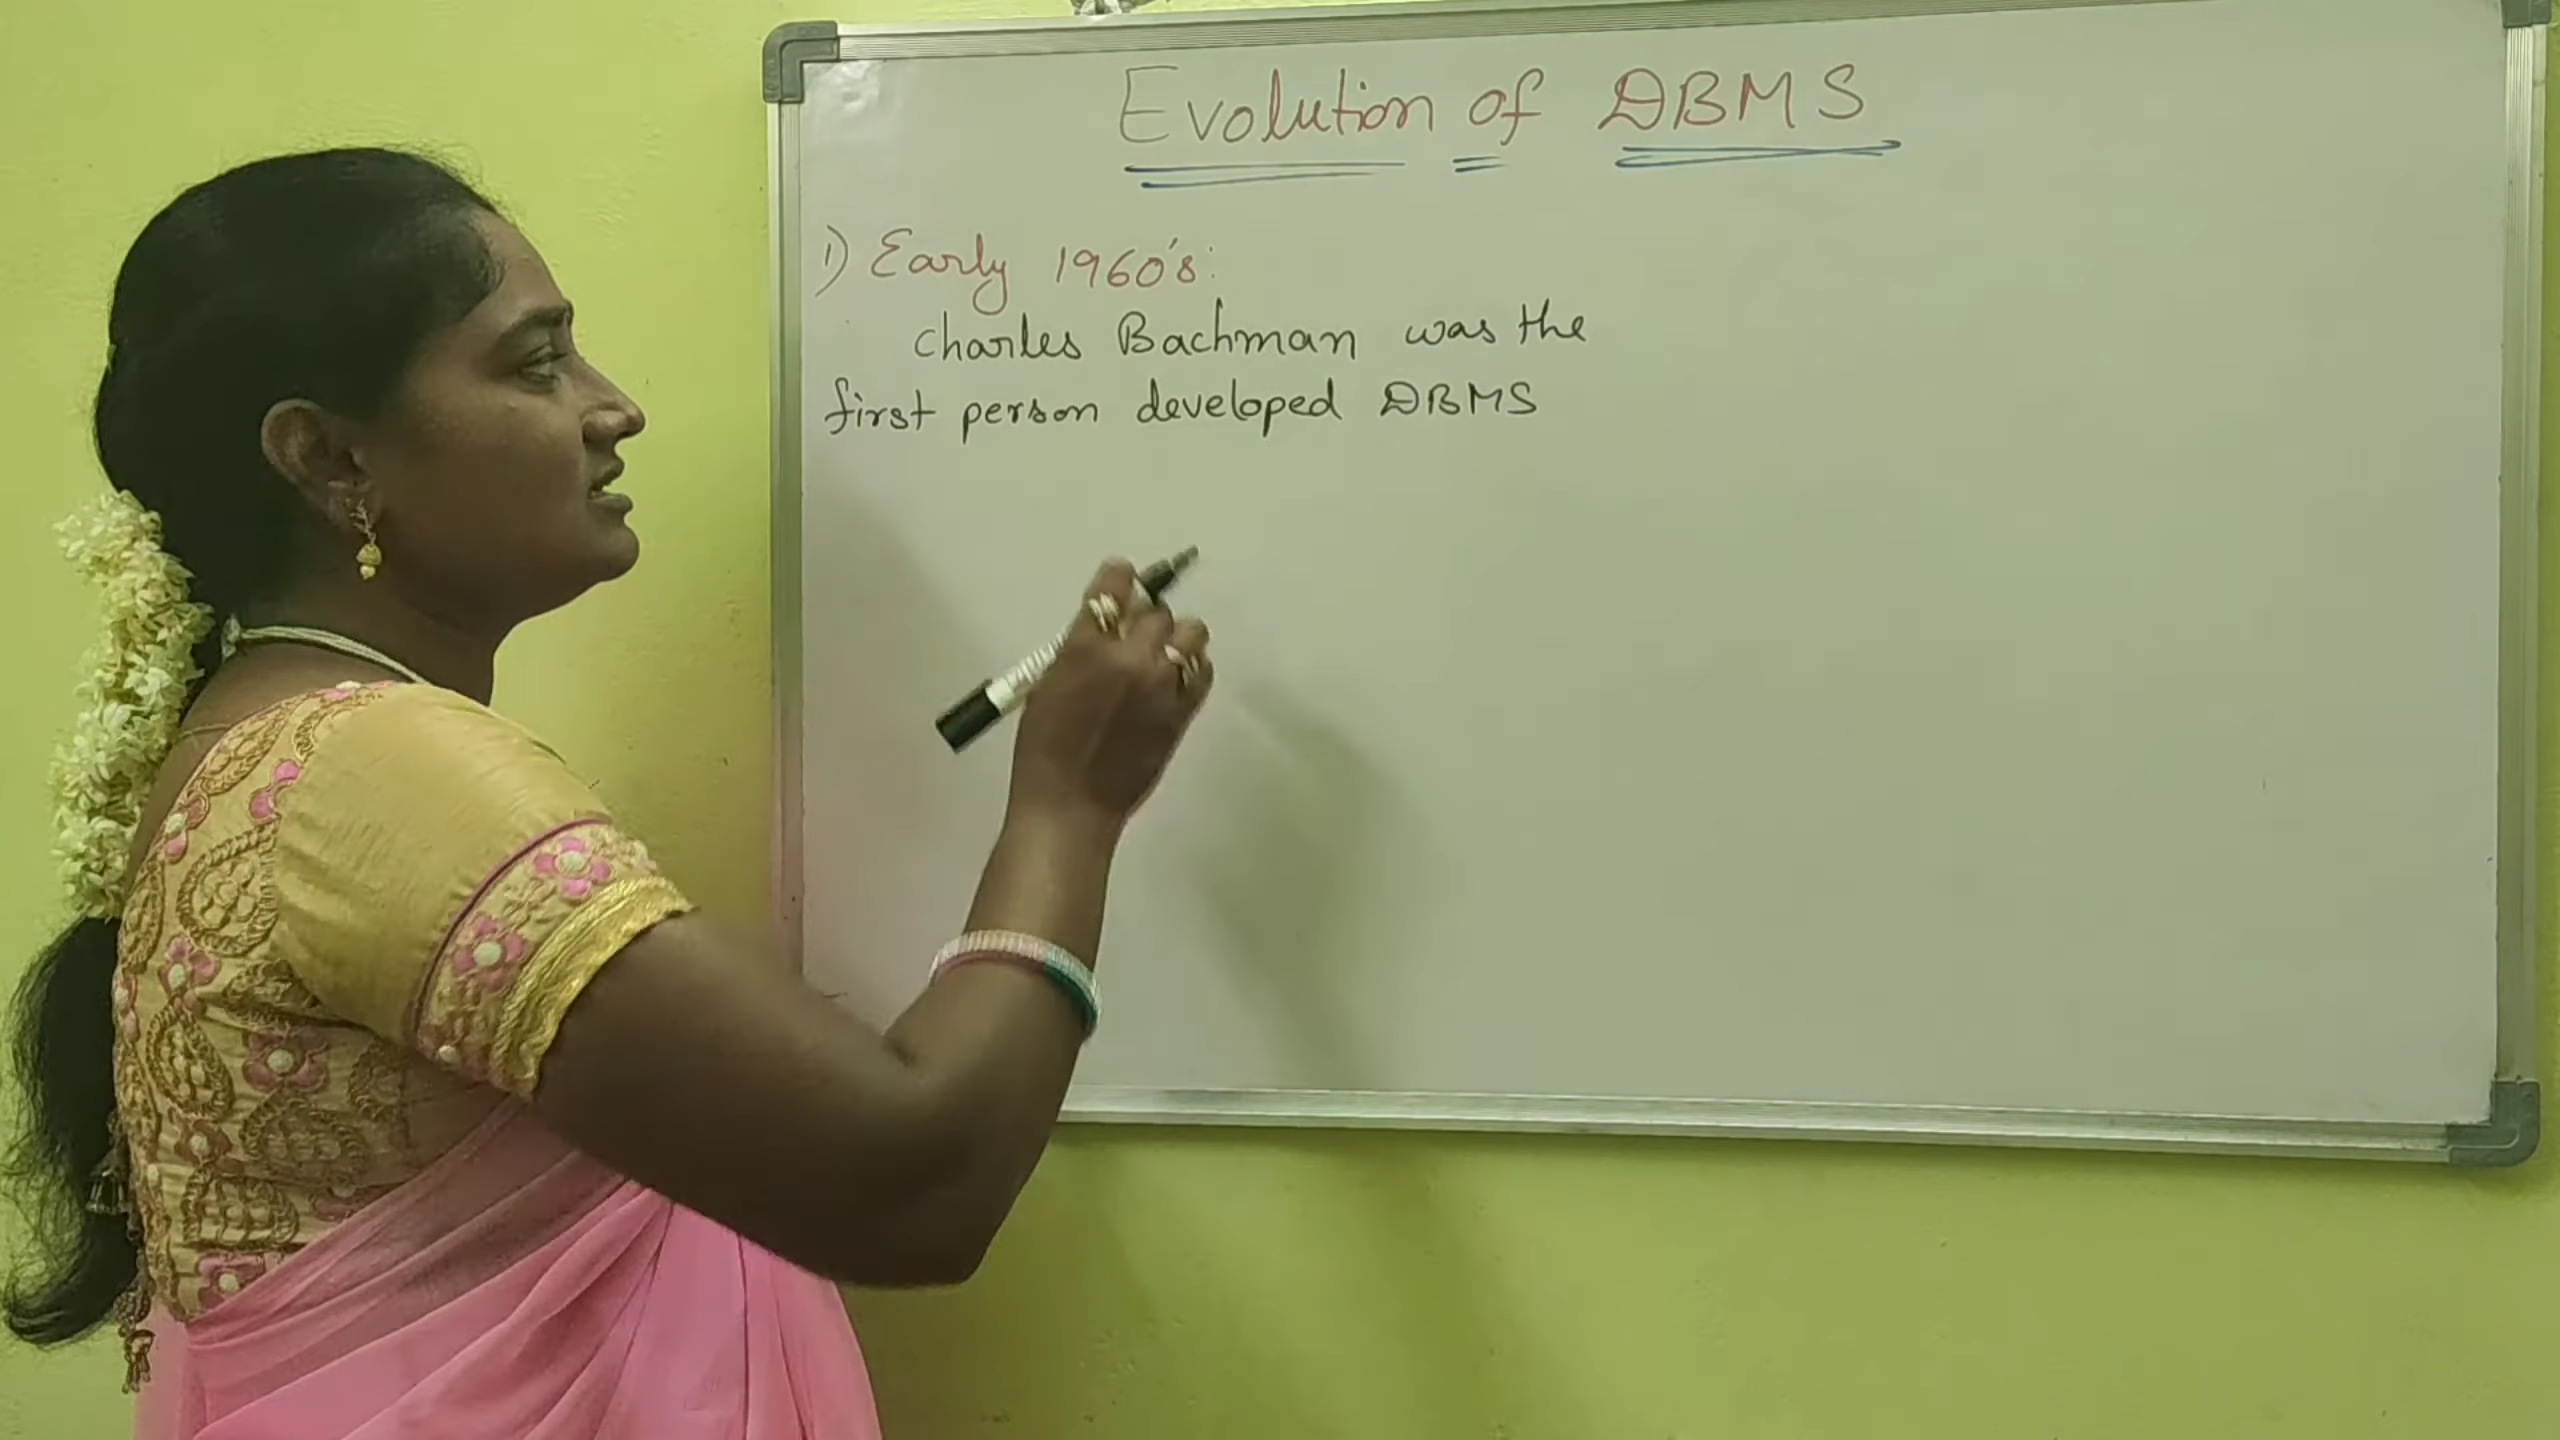 Evolution of DBMS
1) Early 1960's:
Charles Bachman was the
first person developed DBMS